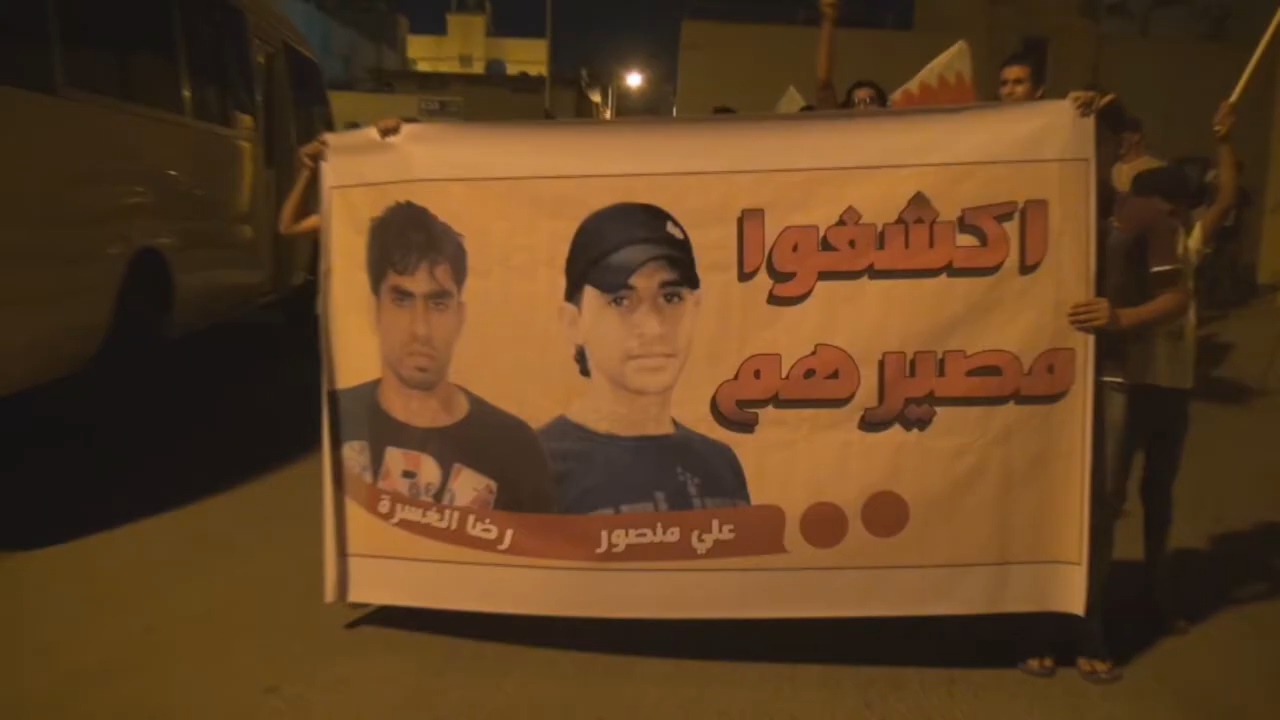 اكشفوا
مصيرهم
علي منصور
رضا الغسرة